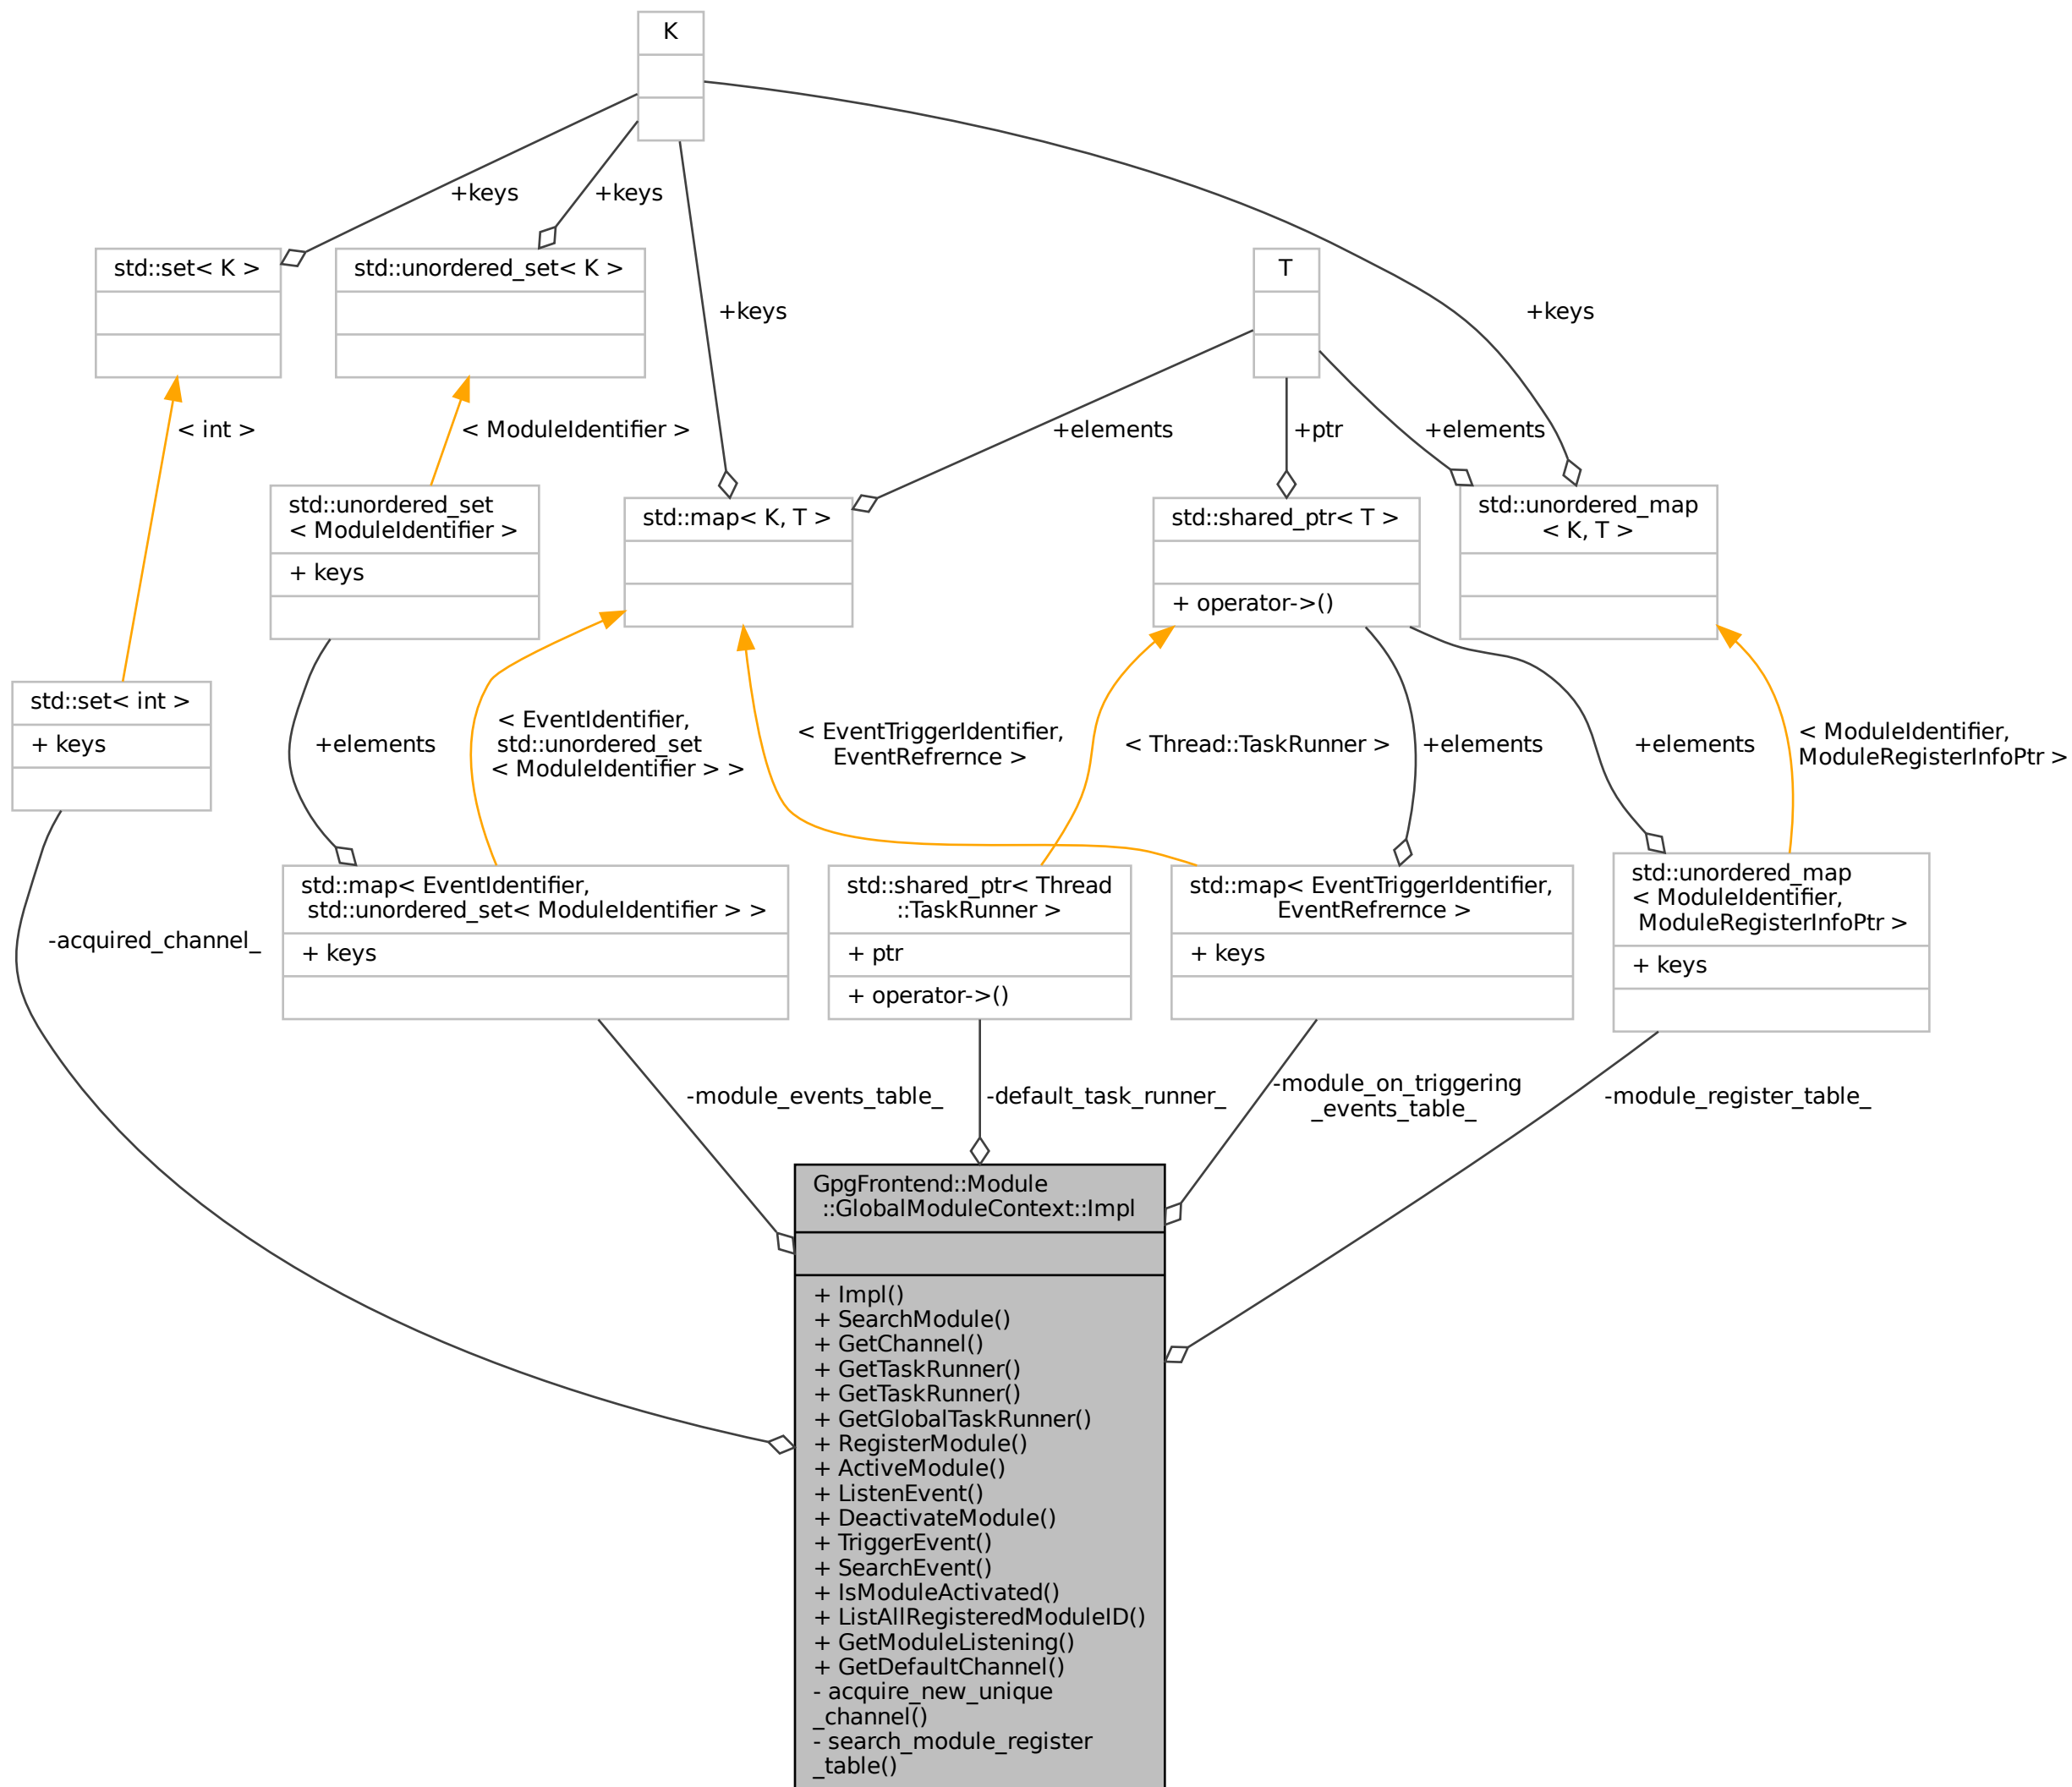 K
+keys
+keys
std::set< K >
std::unordered_set< K >
T
+keys
+keys
< int >
< ModuleIdentifier >
+elements
+ptr
+elements
std::unordered_set
< ModuleIdentifier >
+ keys
std::map< K, T >
std::shared_ptr< T >
+ operator->()
std::unordered_map
< K, T >
std::set< int >
+ keys
+elements
< EventIdentifier,
std::unordered_set
< ModuleIdentifier > >
< EventTriggerIdentifier,
EventRefrernce >
< Thread::TaskRunner >
+elements
+elements
< ModuleIdentifier,
ModuleRegisterInfoPtr >
-acquired_channel_
std::map< EventIdentifier,
std::unordered_set< ModuleIdentifier > >
+ keys
std::shared_ptr< Thread
::TaskRunner >
+ ptr
+ operator->()
std::map< EventTriggerIdentifier,
EventRefrernce >
+ keys
std::unordered_map
< ModuleIdentifier,
ModuleRegisterInfoPtr >
+ keys
-module_events_table_
-default_task_runner_
-module_on_triggering
_events_table_
-module_register_table_
GpgFrontend::Module
::GlobalModuleContext::Impl
+ Impl()
+ SearchModule()
+ GetChannel()
+ GetTaskRunner()
+ GetTaskRunner()
+ GetGlobalTaskRunner()
+ RegisterModule()
+ ActiveModule()
+ ListenEvent()
+ DeactivateModule()
+ TriggerEvent()
+ SearchEvent()
+ IsModuleActivated()
+ ListAllRegisteredModuleID()
+ GetModuleListening()
+ GetDefaultChannel()
- acquire_new_unique
_channel()
- search_module_register
_table()